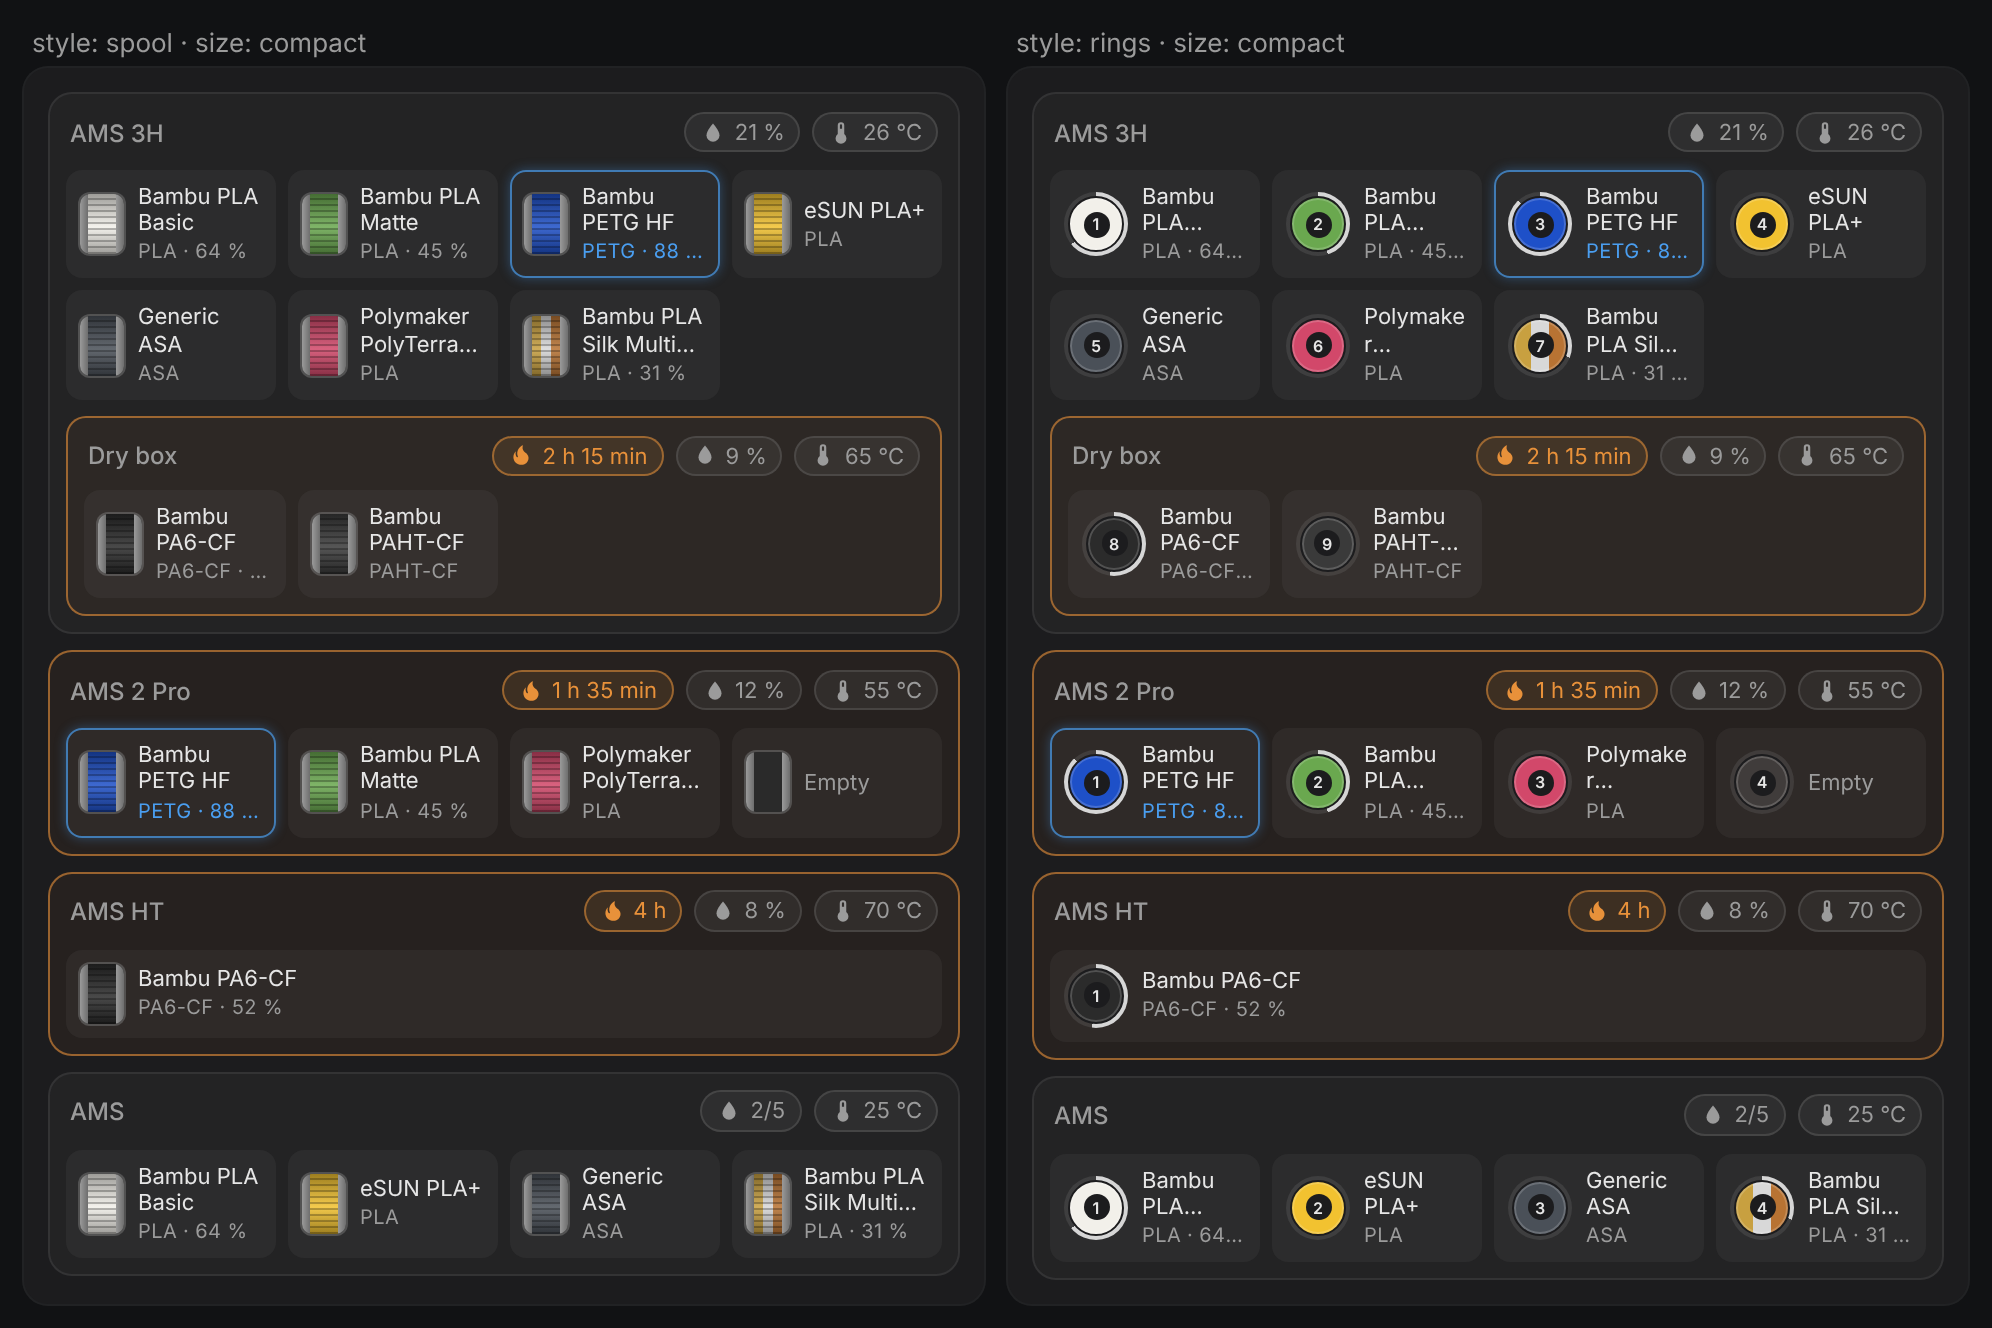 style: spool · size: compact
AMS 3H
21 %
26 °C
Bambu PLA
Basic
PLA · 64 %
Bambu PLA
Matte
PLA · 45 %
Bambu
PETG HF
PETG · 88 ...
eSUN PLA+
PLA
Generic
ASA
ASA
Polymaker
PolyTerra...
PLA
Bambu PLA
Silk Multi...
PLA · 31 %
Dry box
2 h 15 min
9 %
65 °C
Bambu
PA6-CF
PA6-CF · ...
Bambu
PAHT-CF
PAHT-CF
AMS 2 Pro
1 h 35 min
12 %
55 °C
Bambu
PETG HF
PETG · 88 ...
Bambu PLA
Matte
PLA · 45 %
Polymaker
PolyTerra...
PLA
Empty
AMS HT
4 h
8 %
70 °C
Bambu PA6-CF
PA6-CF · 52 %
AMS
2/5
25 °C
Bambu PLA
Basic
PLA · 64 %
eSUN PLA+
PLA
Generic
ASA
ASA
Bambu PLA
Silk Multi...
PLA · 31 %
style: rings · size: compact
AMS 3H
21 %
26 °C
1
Bambu
PLA...
PLA · 64...
2
Bambu
PLA...
PLA · 45...
3
Bambu
PETG HF
PETG · 8...
4
eSUN
PLA+
PLA
5
Generic
ASA
ASA
6
Polymake
r...
PLA
7
Bambu
PLA Sil...
PLA · 31 ...
Dry box
2 h 15 min
9 %
65 °C
8
Bambu
PA6-CF
PA6-CF...
9
Bambu
PAHT-...
PAHT-CF
AMS 2 Pro
1 h 35 min
12 %
55 °C
1
Bambu
PETG HF
PETG · 8...
2
Bambu
PLA...
PLA · 45...
3
Polymake
r...
PLA
4
Empty
AMS HT
4 h
8 %
70 °C
1
Bambu PA6-CF
PA6-CF · 52 %
AMS
2/5
25 °C
1
Bambu
PLA...
PLA · 64...
2
eSUN
PLA+
PLA
3
Generic
ASA
ASA
4
Bambu
PLA Sil...
PLA · 31 ...